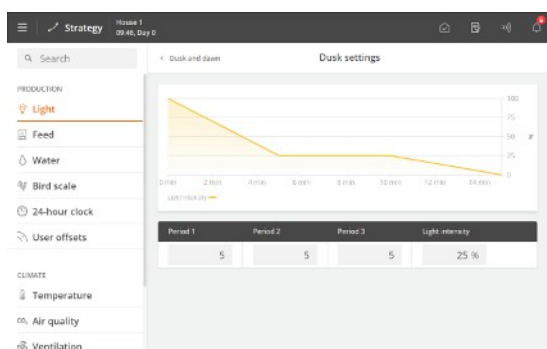 Strategy
House 1
09:46, Day 0
Search
PRODUCTION
Light
Feed
Water
Bird scale
24-hour clock
User offsets
CLIMATE
Temperature
Air quality
Ventilation
Dusk and dawn
Dusk settings
100
75
50
%
25
0
0 min 2 min 4 min 6 min 8 min 10 min 12 min 14 min
Light intensity
Period 1 Period 2 Period 3 Light intensity
5 5 5 25 %